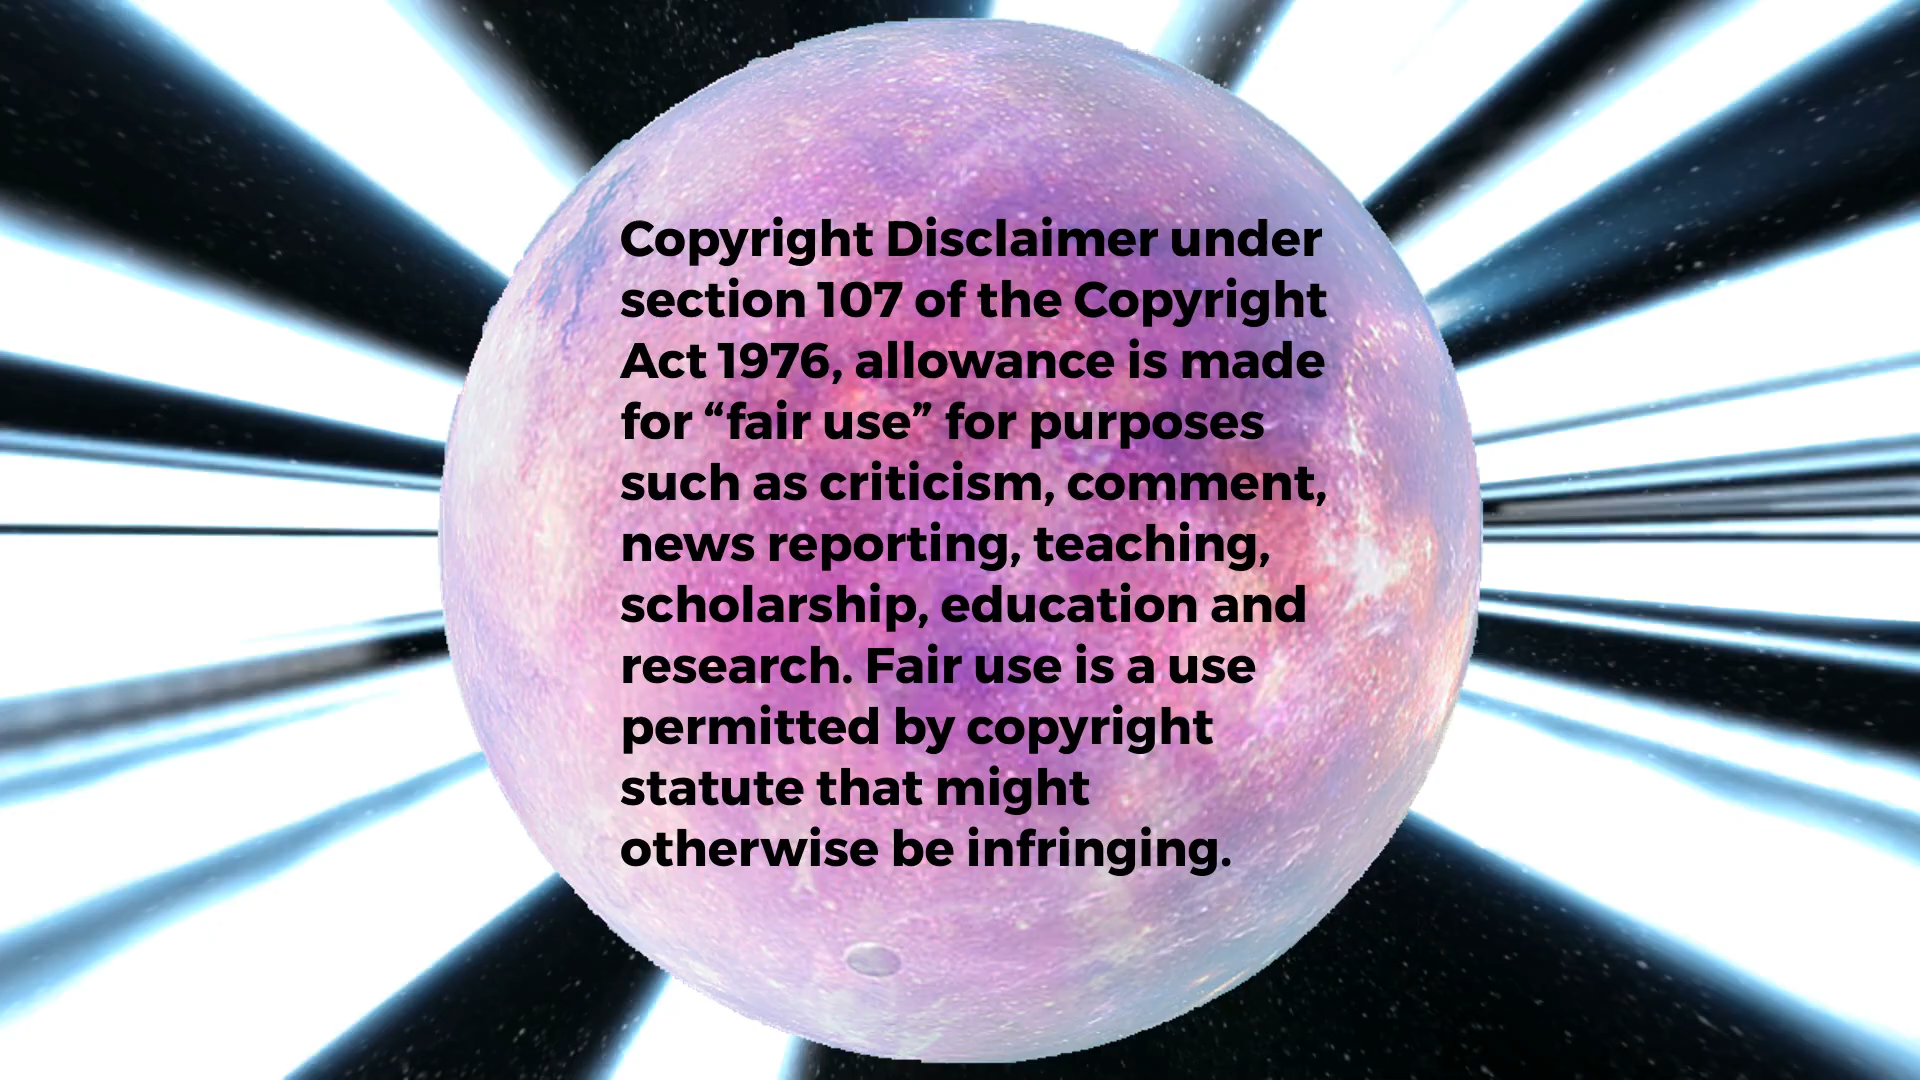 Copyright Disclaimer under
section 107 of the Copyright
Act 1976, allowance is made
for “fair use” for purposes
such as criticism, comment,
news reporting, teaching,
scholarship, education and
research. Fair use is a use
permitted by copyright
statute that might
otherwise be infringing.